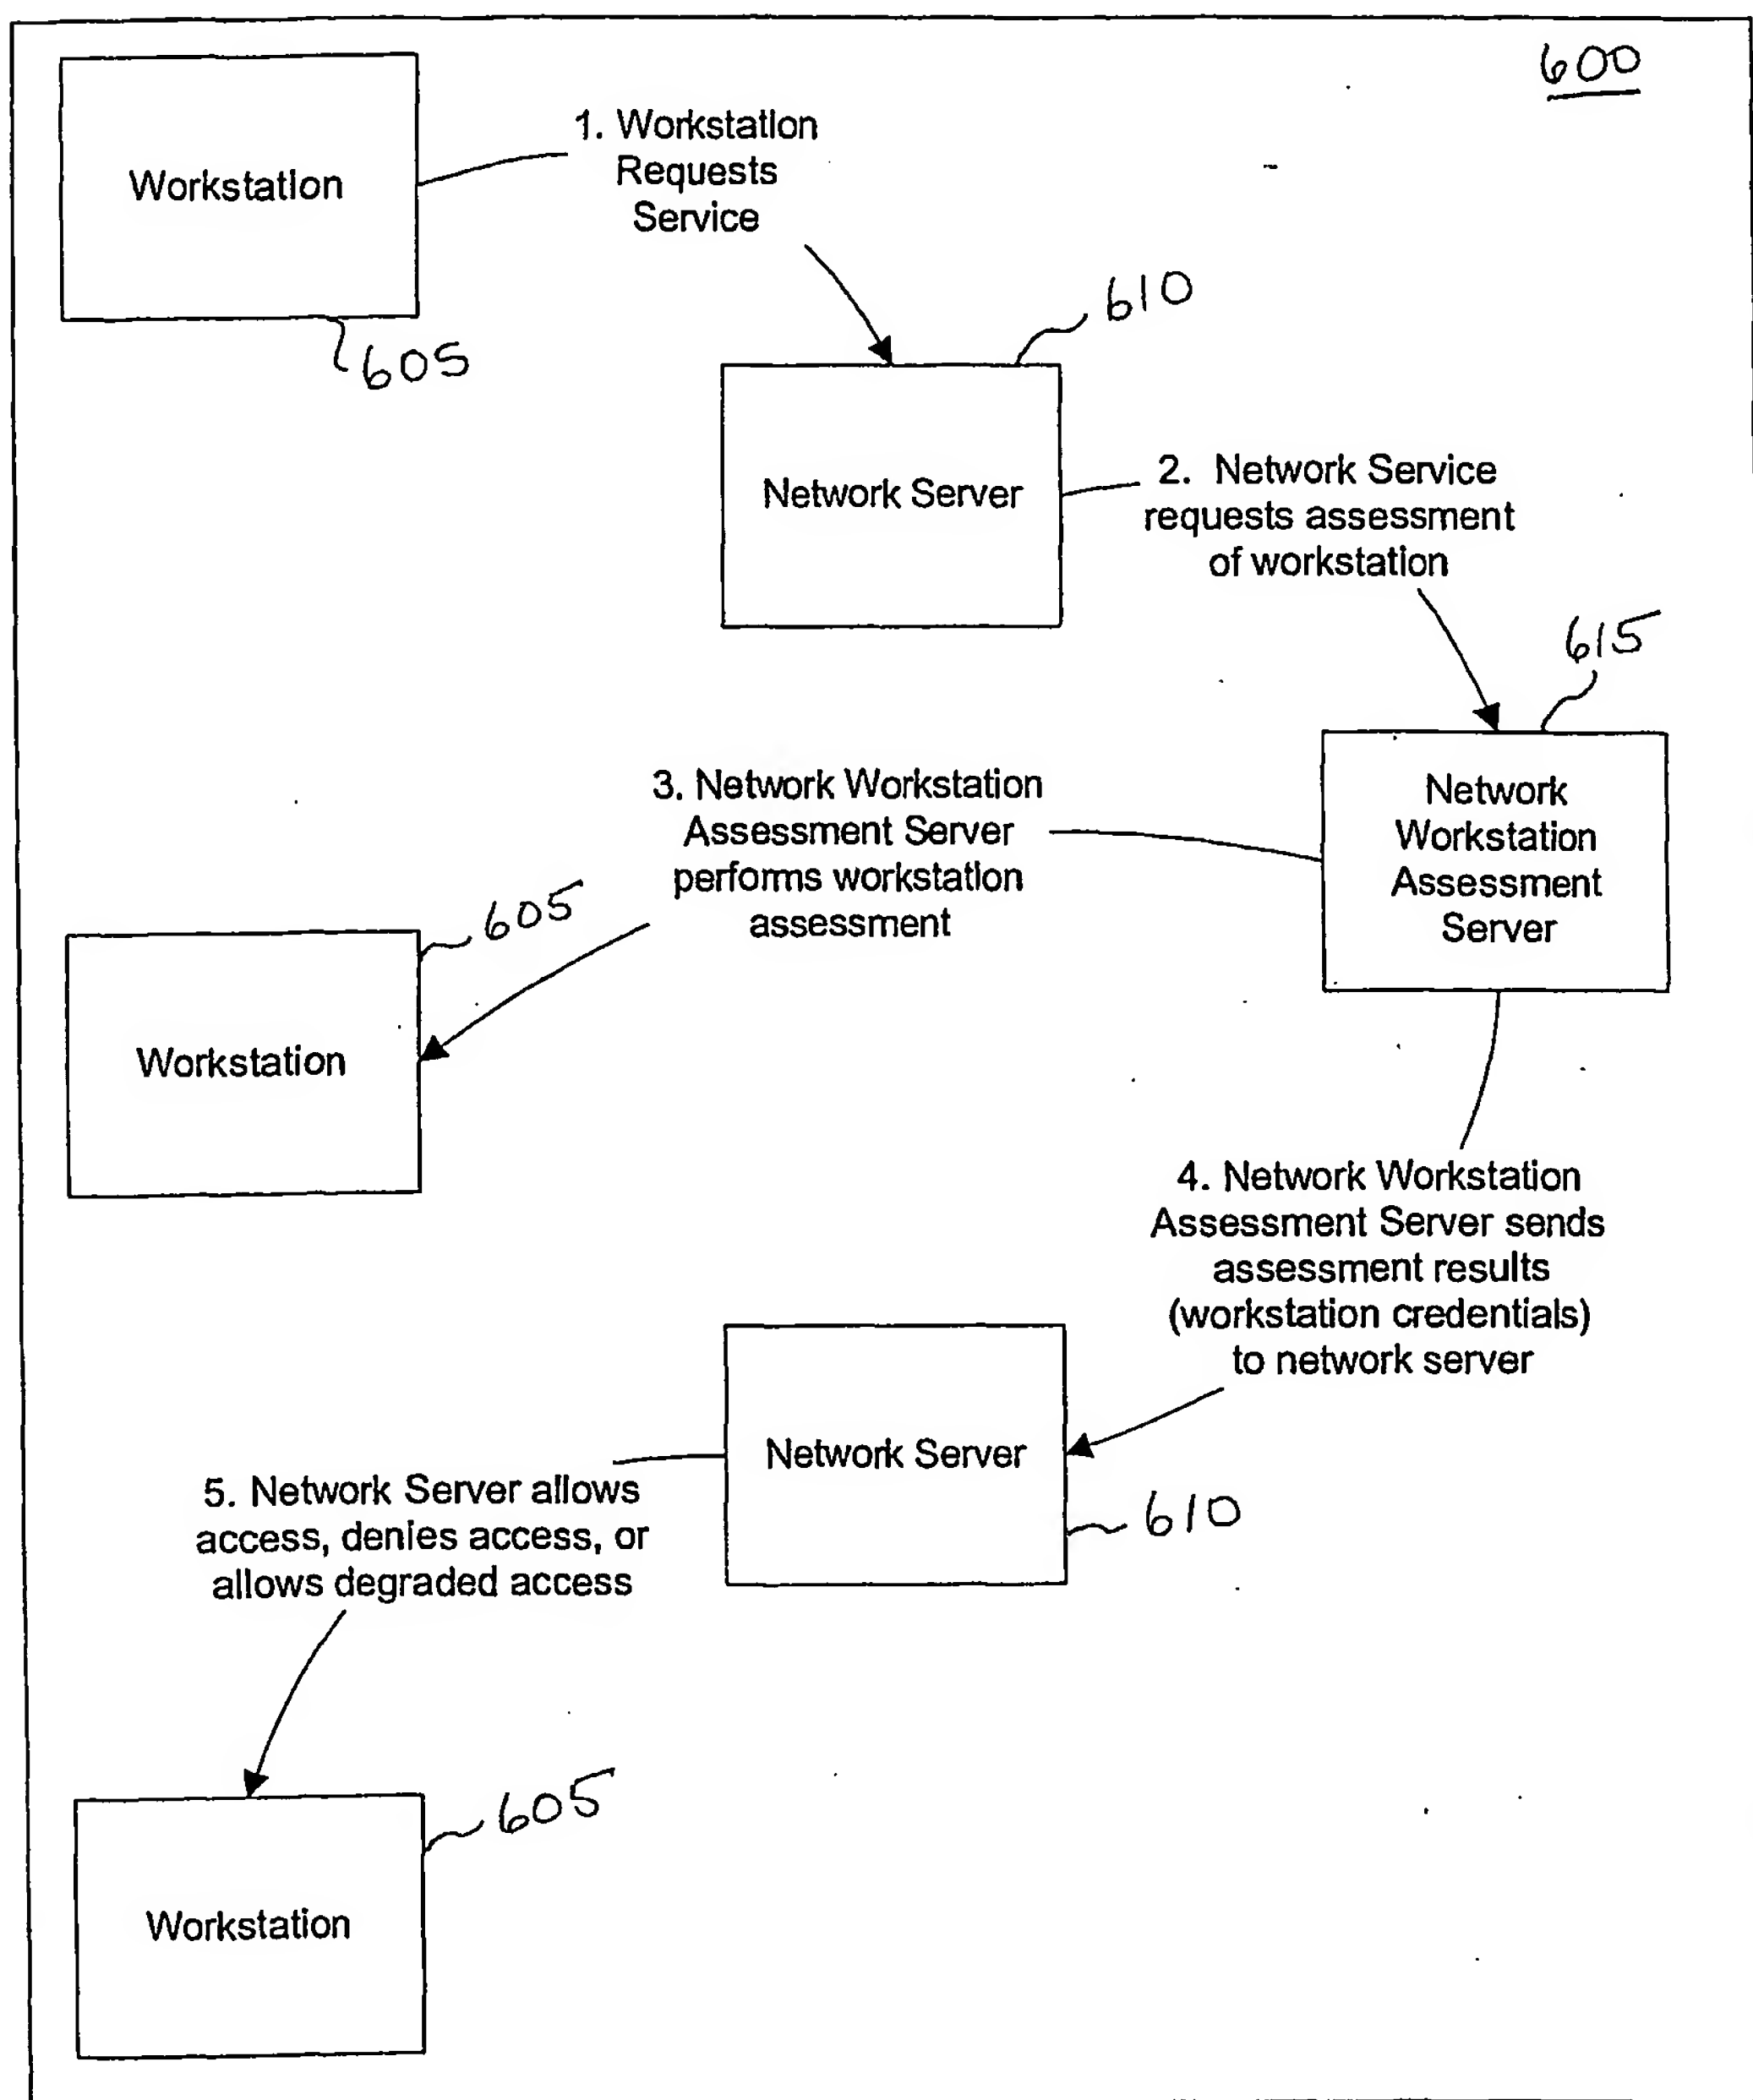 600
Workstation
1. Workstation
Requests
Service
605
610
Network Server
2. Network Service
requests assessment
of workstation
615
Network
Workstation
Assessment
Server
3. Network Workstation
Assessment Server
performs workstation
assessment
605
Workstation
4. Network Workstation
Assessment Server sends
assessment results
(workstation credentials)
to network server
Network Server
610
5. Network Server allows
access, denies access, or
allows degraded access
605
Workstation